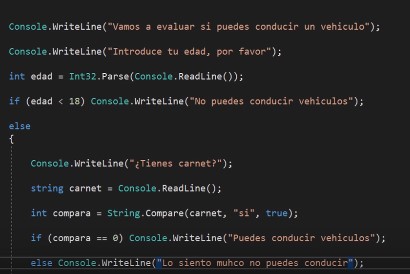 Console.WriteLine("Vamos a evaluar si puedes conducir un vehiculo");
Console.WriteLine("Introduce tu edad, por favor");
int edad = Int32.Parse(Console.ReadLine());
if (edad < 18) Console.WriteLine("No puedes conducir vehiculos");
else
{
Console.WriteLine("¿Tienes carnet?");
string carnet = Console.ReadLine();
int compara = String.Compare(carnet, "si", true);
if (compara == 0) Console.WriteLine("Puedes conducir vehiculos");
else Console.WriteLine("Lo siento muhco no puedes conducir");